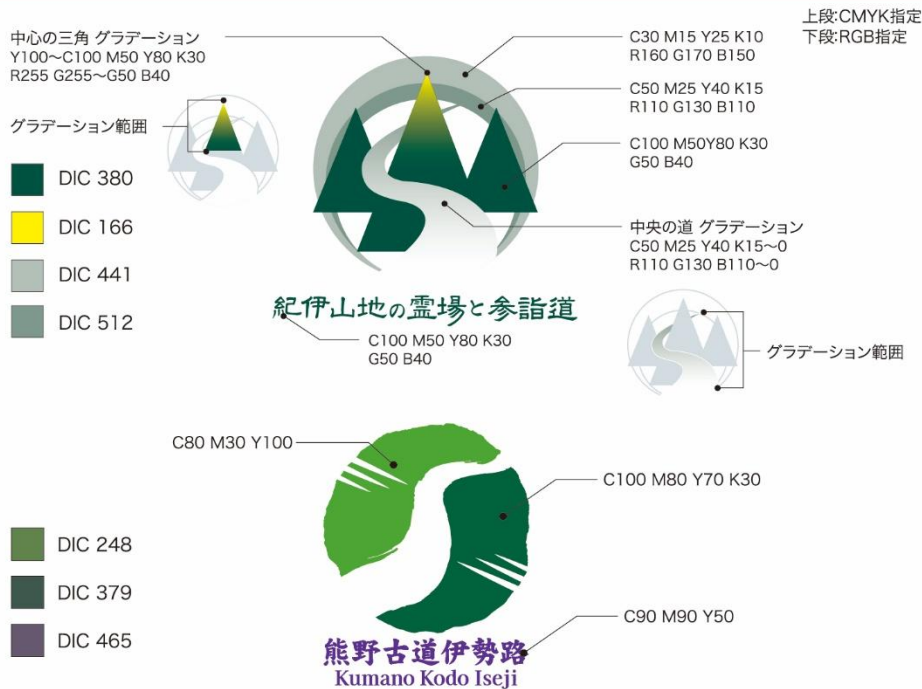 上段:CMYK指定
下段:RGB指定
中心の三角 グラデーション
Y100〜C100 M50 Y80 K30
R255 G255〜G50 B40
グラデーション範囲
C30 M15 Y25 K10
R160 G170 B150
C50 M25 Y40 K15
R110 G130 B110
C100 M50Y80 K30
G50 B40
中央の道 グラデーション
C50 M25 Y40 K15〜0
R110 G130 B110〜0
グラデーション範囲
DIC 380
DIC 166
DIC 441
DIC 512
紀伊山地の霊場と参詣道
C100 M50 Y80 K30
G50 B40
C80 M30 Y100
C100 M80 Y70 K30
C90 M90 Y50
DIC 248
DIC 379
DIC 465
熊野古道伊勢路
Kumano Kodo Iseji